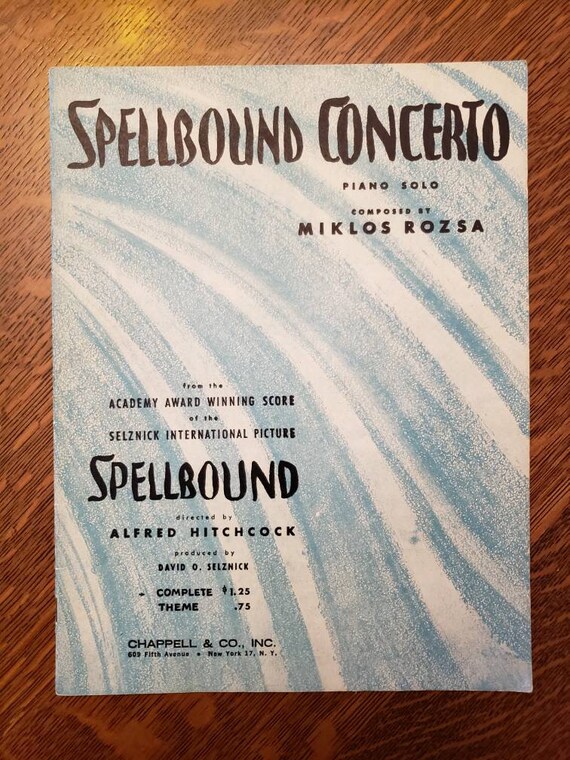 SPELLBOUND CONCERTO
PIANO SOLO
COMPOSED BY
MIKLOS ROZSA
from the
ACADEMY AWARD WINNING SCORE
of the
SELZNICK INTERNATIONAL PICTURE
SPELLBOUND
directed by
ALFRED HITCHCOCK
produced by
DAVID O. SELZNICK
- COMPLETE $1.25
THEME .75
CHAPPELL & CO., INC.
609 Fifth Avenue • New York 17, N. Y.